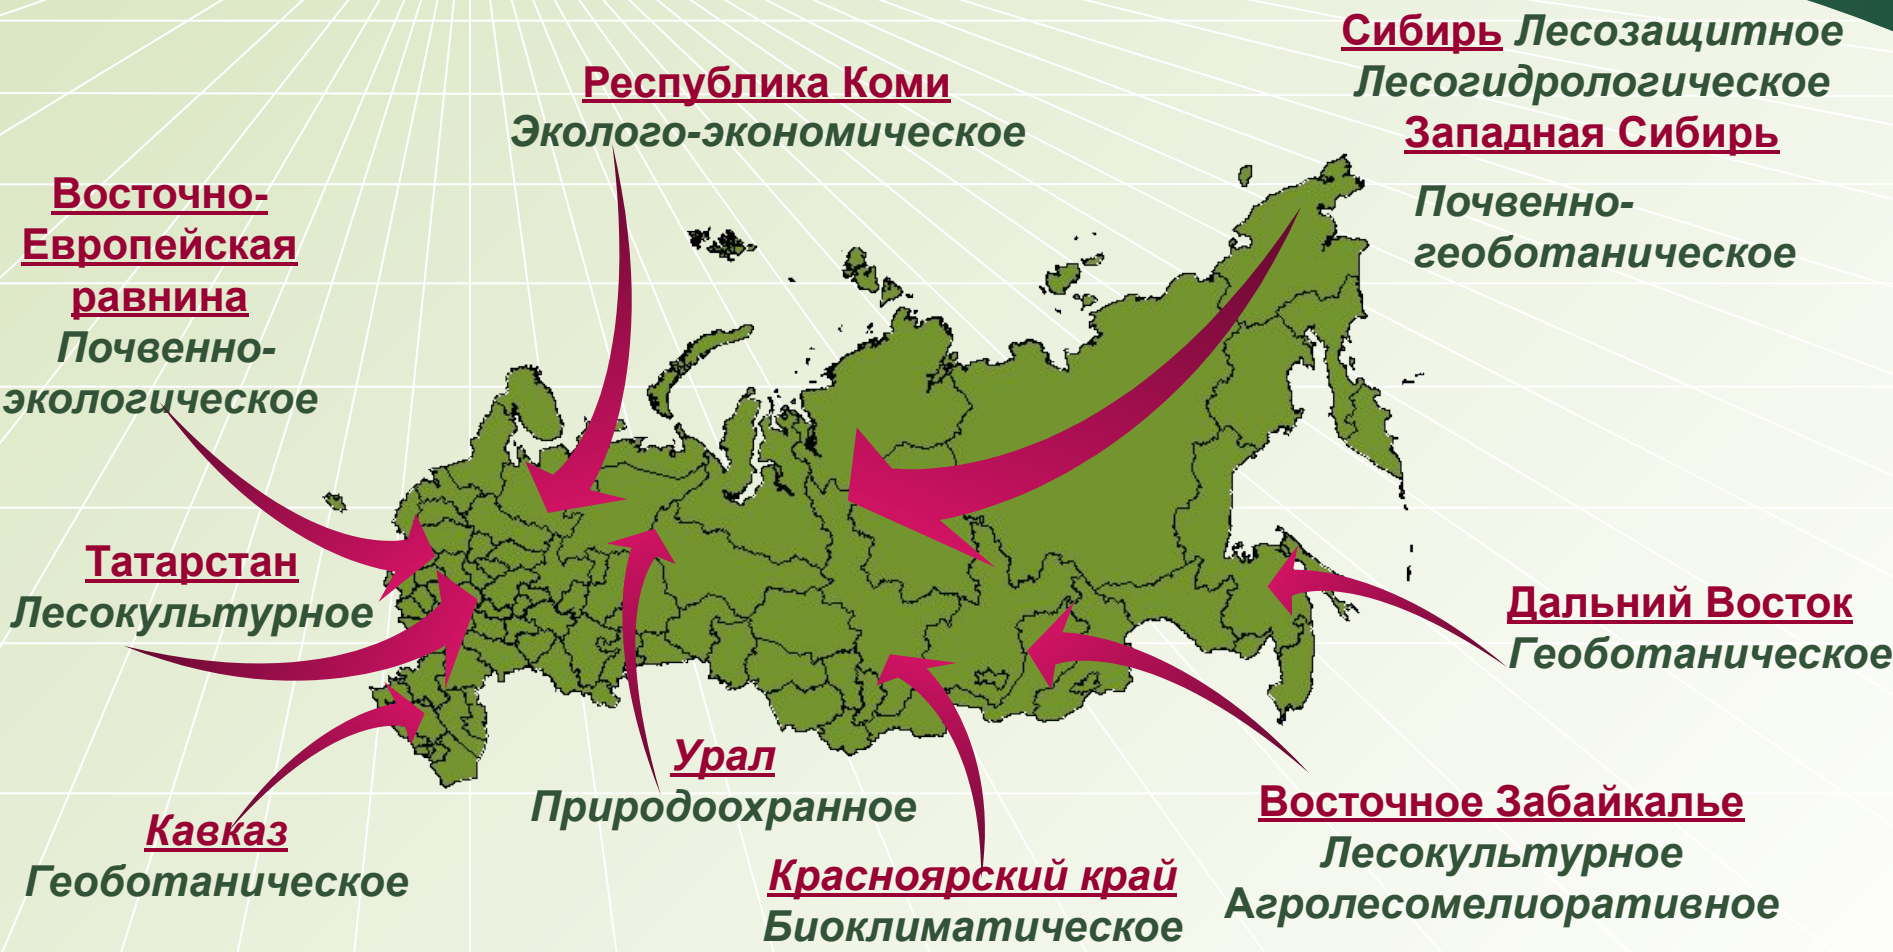 Сибирь Лесозащитное
Лесогидрологическое
Западная Сибирь
Почвенно-
геоботаническое
Республика Коми
Эколого-экономическое
Восточно-
Европейская
равнина
Почвенно-
экологическое
Татарстан
Лесокультурное
Дальний Восток
Геоботаническое
Урал
Природоохранное
Восточное Забайкалье
Лесокультурное
Агролесомелиоративное
Кавказ
Геоботаническое
Красноярский край
Биоклиматическое